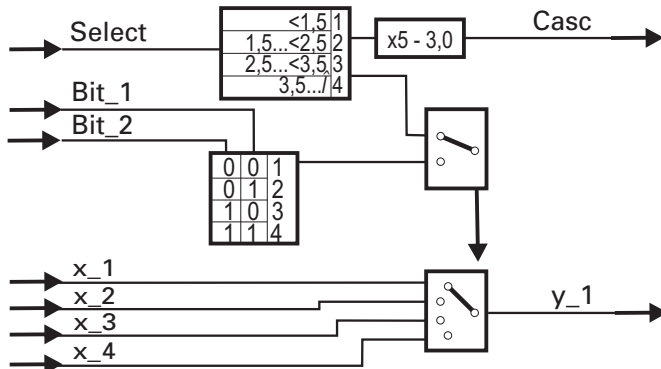 Select
<1,5 1
1,5...<2,5 2
2,5...<3,5 3
3,5.../ 4
x5 - 3,0
Casc
Bit_1
Bit_2
0 0 1
0 1 2
1 0 3
1 1 4
x_1
x_2
x_3
x_4
y_1